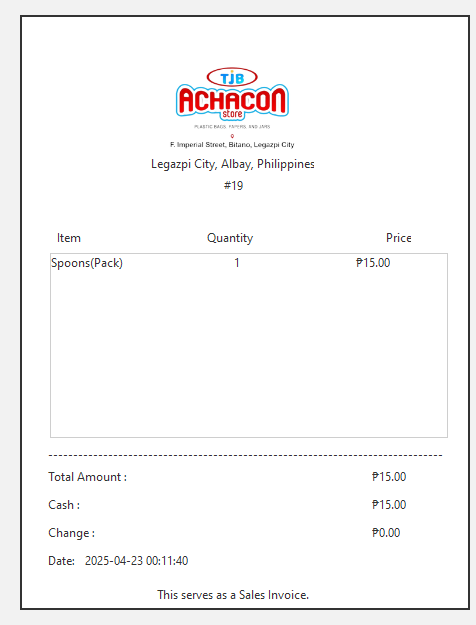 TJB
ACHACON
store
PLASTIC BAGS, PAPERS, AND JARS
F. Imperial Street, Bitano, Legazpi City
Legazpi City, Albay, Philippines
#19
Item Quantity Price
Spoons(Pack) 1 ₱15.00
Total Amount : ₱15.00
Cash : ₱15.00
Change : ₱0.00
Date: 2025-04-23 00:11:40
This serves as a Sales Invoice.